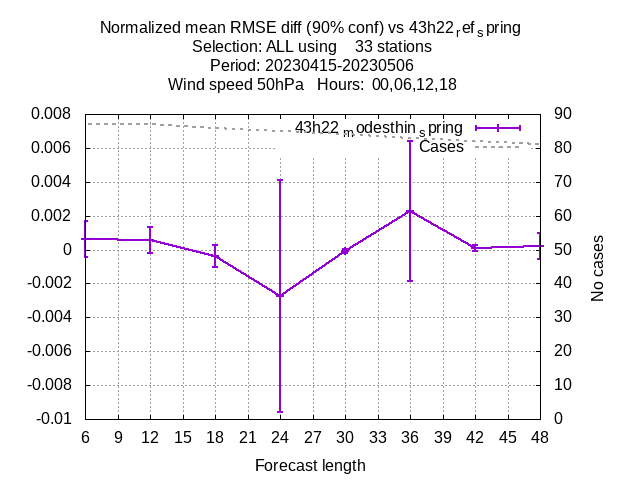 Normalized mean RMSE diff (90% conf) vs 43h22refspring
Selection: ALL using 33 stations
Period: 20230415-20230506
Wind speed 50hPa Hours: 00,06,12,18
43h22modesthinspring
Cases
0.008
0.006
0.004
0.002
0
-0.002
-0.004
-0.006
-0.008
-0.01
90
80
70
60
50
40
30
20
10
0
No cases
6 9 12 15 18 21 24 27 30 33 36 39 42 45 48
Forecast length